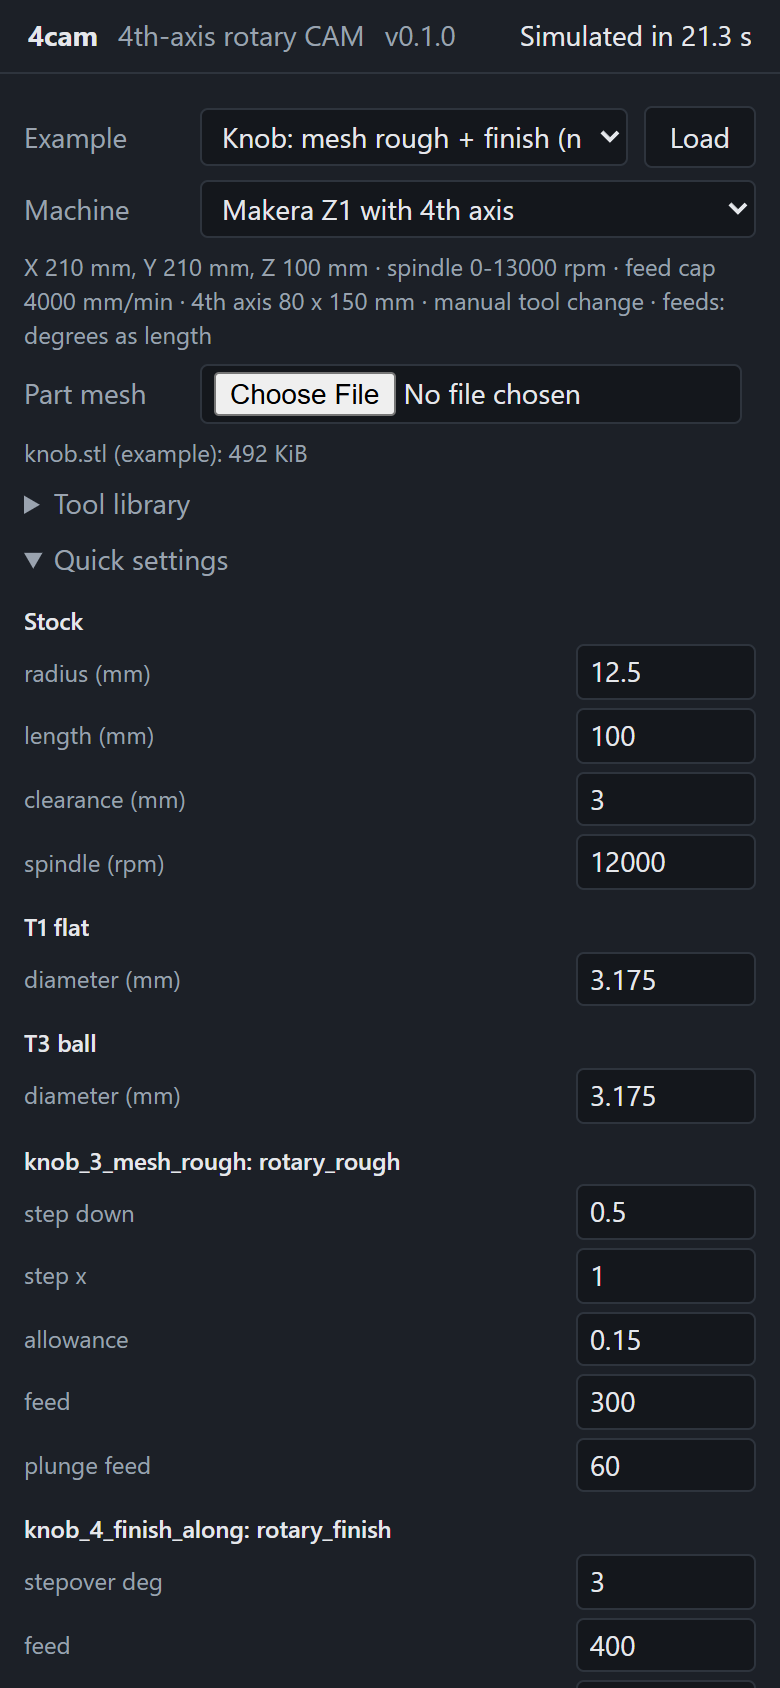 4cam 4th-axis rotary CAM v0.1.0 Simulated in 21.3 s
Example Knob: mesh rough + finish (n Load
Machine Makera Z1 with 4th axis
X 210 mm, Y 210 mm, Z 100 mm · spindle 0-13000 rpm · feed cap
4000 mm/min · 4th axis 80 x 150 mm · manual tool change · feeds:
degrees as length
Part mesh Choose File No file chosen
knob.stl (example): 492 KiB
Tool library
Quick settings
Stock
radius (mm) 12.5
length (mm) 100
clearance (mm) 3
spindle (rpm) 12000
T1 flat
diameter (mm) 3.175
T3 ball
diameter (mm) 3.175
knob_3_mesh_rough: rotary_rough
step down 0.5
step x 1
allowance 0.15
feed 300
plunge feed 60
knob_4_finish_along: rotary_finish
stepover deg 3
feed 400